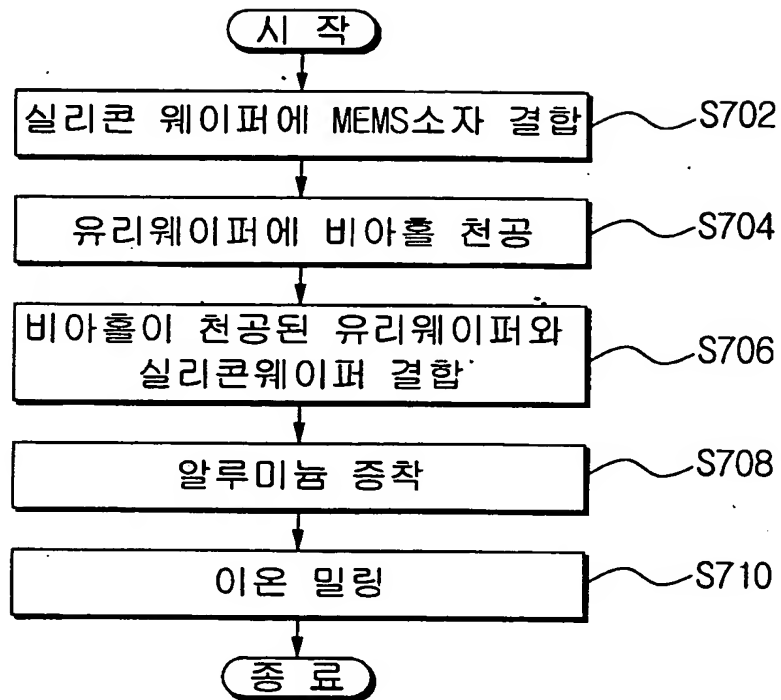 시 작
실리콘 웨이퍼에 MEMS소자 결합
S702
유리웨이퍼에 비아홀 천공
S704
비아홀이 천공된 유리웨이퍼와
실리콘웨이퍼 결합
S706
알루미늄 증착
S708
이온 밀링
S710
종 료